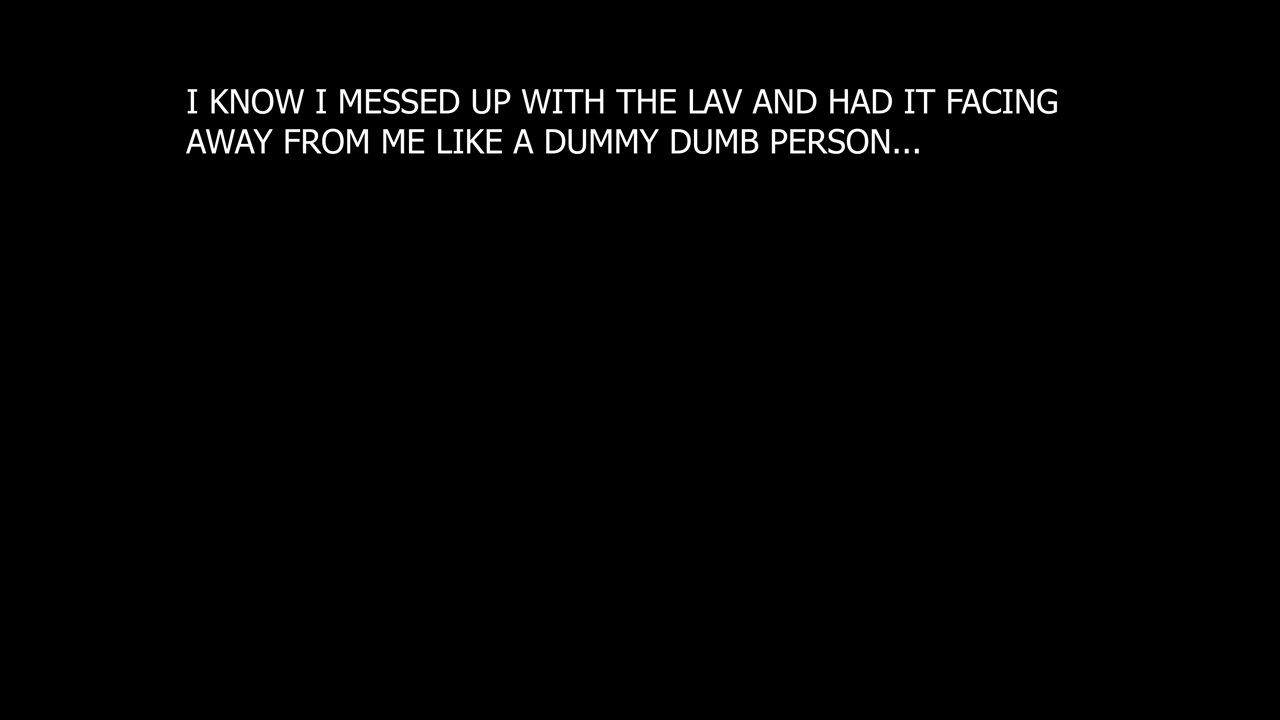 I KNOW I MESSED UP WITH THE LAV AND HAD IT FACING
AWAY FROM ME LIKE A DUMMY DUMB PERSON...